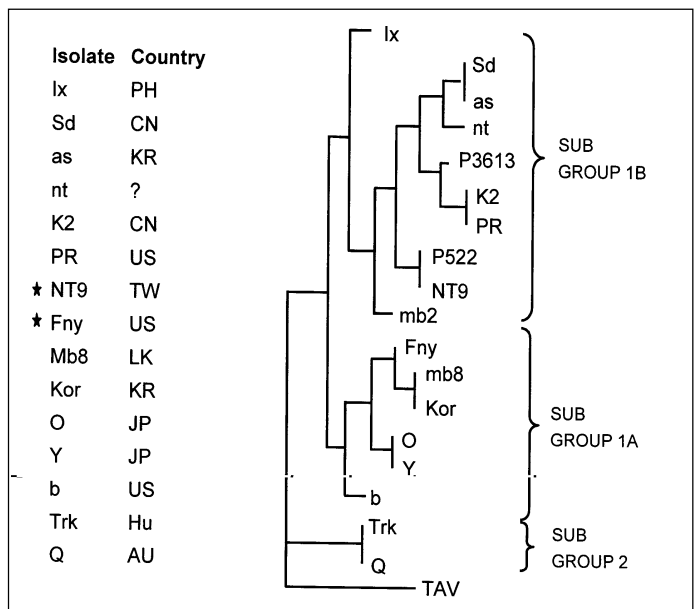 Isolate Country
Ix PH
Sd CN
as KR
nt ?
K2 CN
PR US
★ NT9 TW
★ Fny US
Mb8 LK
Kor KR
O JP
Y JP
b US
Trk Hu
Q AU
Ix
Sd
as
nt
P3613
K2
PR
P522
NT9
mb2
SUB
GROUP 1B
Fny
mb8
Kor
O
Y
b
SUB
GROUP 1A
Trk
Q
SUB
GROUP 2
TAV